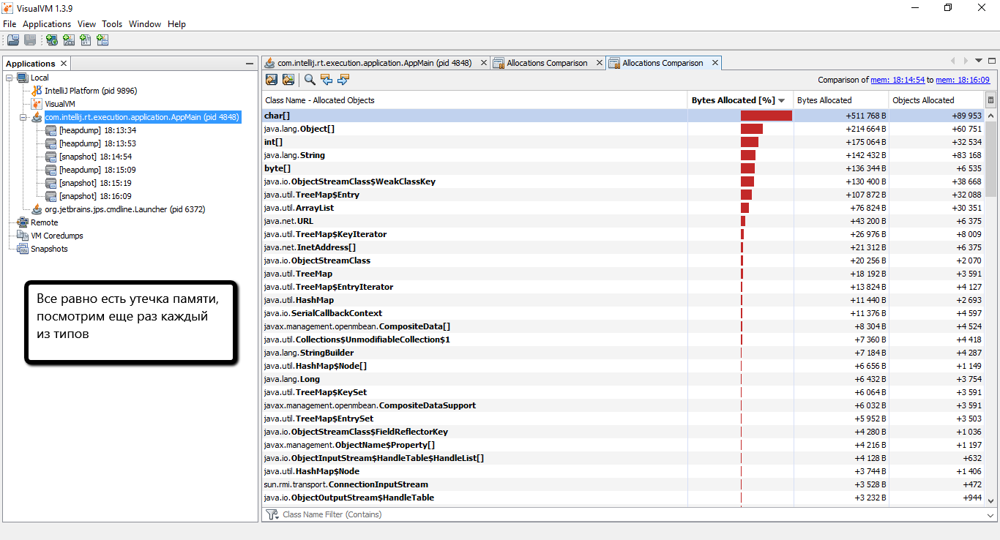 VisualVM 1.3.9
File Applications View Tools Window Help
Applications
Local
IntelliJ Platform (pid 9896)
VisualVM
com.intellij.rt.execution.application.AppMain (pid 4848)
[heapdump] 18:13:34
[heapdump] 18:13:53
[snapshot] 18:14:54
[heapdump] 18:15:09
[snapshot] 18:15:19
[snapshot] 18:16:09
org.jetbrains.jps.cmdline.Launcher (pid 6372)
Remote
VM Coredumps
Snapshots
Все равно есть утечка памяти,
посмотрим еще раз каждый
из типов
com.intellij.rt.execution.application.AppMain (pid 4848) Allocations Comparison Allocations Comparison
Comparison of mem: 18:14:54 to mem: 18:16:09
Class Name - Allocated Objects Bytes Allocated [%] Bytes Allocated Objects Allocated
char[] +511 768 B +89 953
java.lang.Object[] +214 664 B +60 751
int[] +175 064 B +32 534
java.lang.String +142 432 B +83 168
byte[] +136 344 B +6 535
java.io.ObjectStreamClass$WeakClassKey +130 400 B +38 668
java.util.TreeMap$Entry +107 872 B +32 088
java.util.ArrayList +76 824 B +30 351
java.net.URL +43 200 B +6 375
java.util.TreeMap$KeyIterator +26 976 B +8 009
java.net.InetAddress[] +21 312 B +6 375
java.io.ObjectStreamClass +20 256 B +2 070
java.util.TreeMap +18 192 B +3 591
java.util.TreeMap$EntryIterator +13 824 B +4 127
java.util.HashMap +11 440 B +2 693
java.io.SerialCallbackContext +11 376 B +4 597
javax.management.openmbean.CompositeData[] +8 304 B +4 524
java.util.Collections$UnmodifiableCollection$1 +7 360 B +4 418
java.lang.StringBuilder +7 184 B +4 287
java.util.HashMap$Node[] +6 656 B +1 149
java.lang.Long +6 432 B +3 754
java.util.TreeMap$KeySet +6 064 B +3 591
javax.management.openmbean.CompositeDataSupport +6 032 B +3 591
java.util.TreeMap$EntrySet +5 952 B +3 503
java.io.ObjectStreamClass$FieldReflectorKey +4 280 B +1 036
javax.management.ObjectName$Property[] +4 216 B +1 197
java.io.ObjectInputStream$HandleTable$HandleList[] +4 128 B +632
java.util.HashMap$Node +3 744 B +1 406
sun.rmi.transport.ConnectionInputStream +3 528 B +472
java.io.ObjectOutputStream$HandleTable +3 232 B +944
Class Name Filter (Contains)